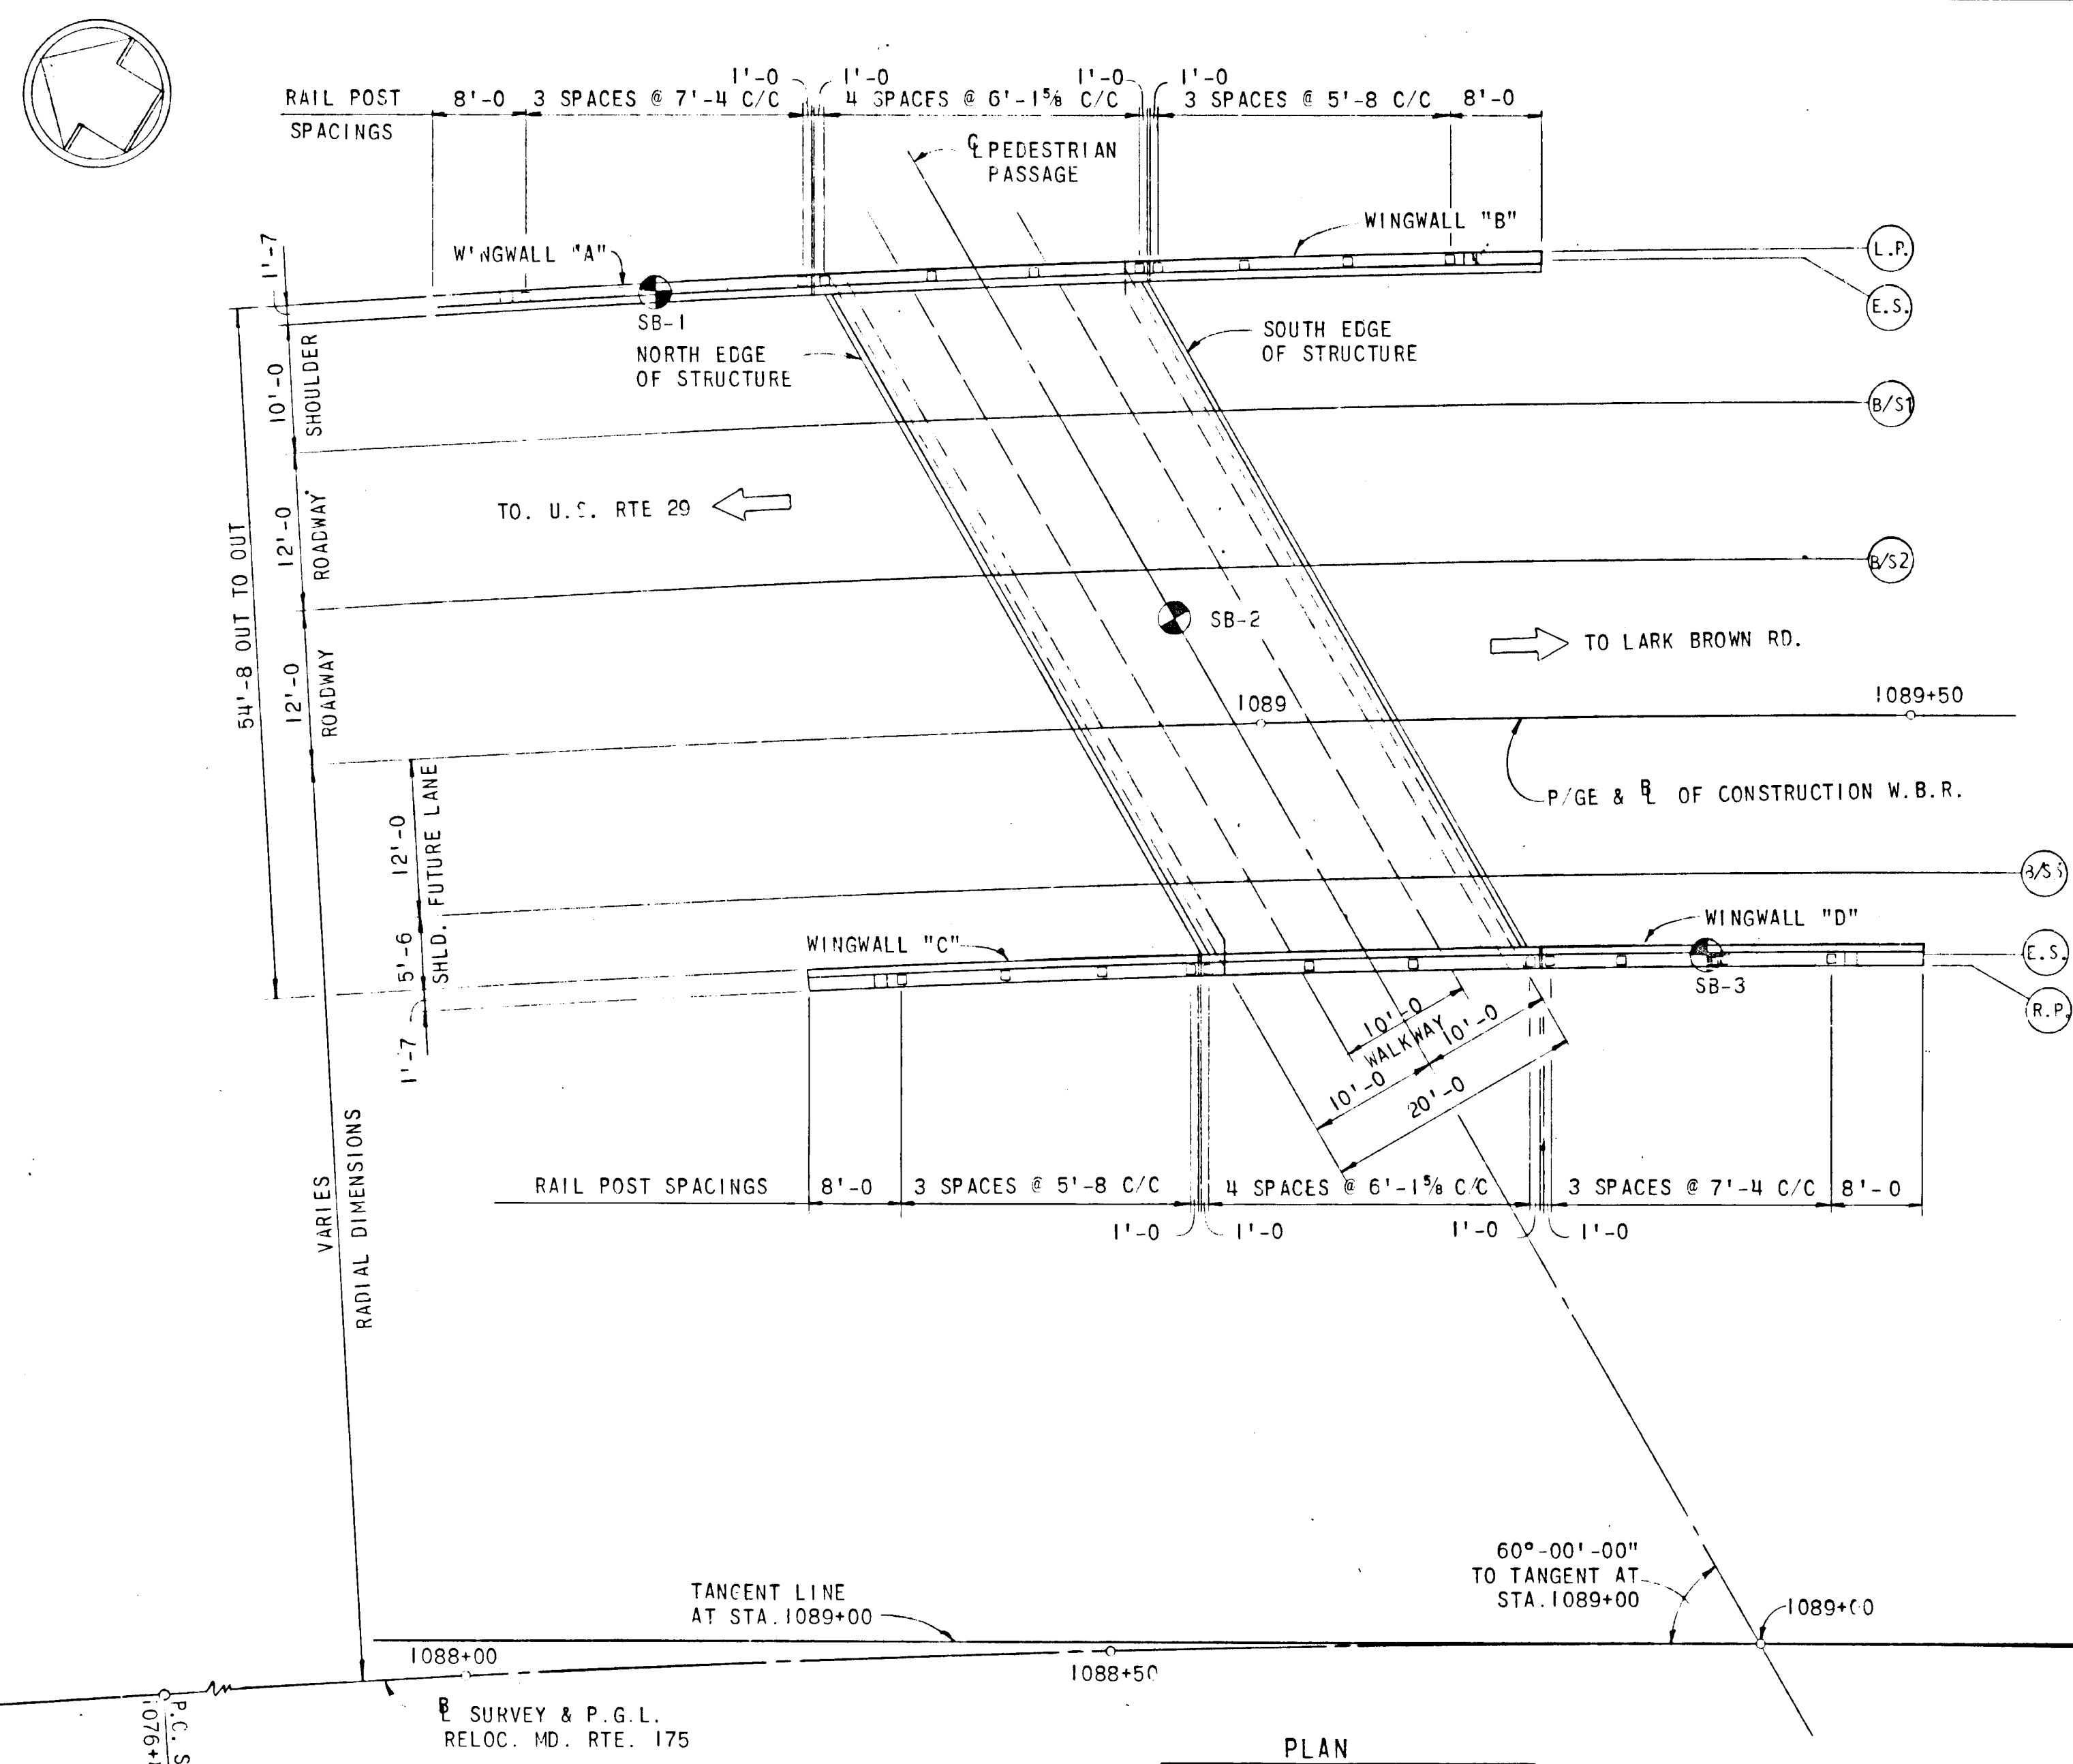 1'-0
1'-0
1'-0
1'-0
RAIL POST
SPACINGS
8'-0
3 SPACES @ 7'-4 C/C
4 SPACES @ 6'-1⅝ C/C
3 SPACES @ 5'-8 C/C
8'-0
℄ PEDESTRIAN
PASSAGE
WINGWALL "B"
WINGWALL "A"
L.P.
E.S.
1'-7
SB-1
NORTH EDGE
OF STRUCTURE
SOUTH EDGE
OF STRUCTURE
10'-0
SHOULDER
B/S1
TO. U.S. RTE 29
12'-0
ROADWAY
54'-8 OUT TO OUT
B/S2
SB-2
TO LARK BROWN RD.
12'-0
ROADWAY
1089
1089+50
P/GE & BL OF CONSTRUCTION W.B.R.
12'-0
FUTURE LANE
B/S3
WINGWALL "C"
WINGWALL "D"
5'-6
SHLD.
E.S.
SB-3
R.P.
1'-7
10'-0
WALKWAY
10'-0
10'-0
20'-0
RAIL POST SPACINGS
8'-0
3 SPACES @ 5'-8 C/C
4 SPACES @ 6'-1⅝ C/C
3 SPACES @ 7'-4 C/C
8'-0
1'-0
1'-0
1'-0
1'-0
VARIES
RADIAL DIMENSIONS
60°-00'-00"
TO TANGENT AT
STA.1089+00
TANGENT LINE
AT STA.1089+00
1089+00
1088+00
1088+50
BL SURVEY & P.G.L.
RELOC. MD. RTE. 175
P.C. S
1076+
PLAN